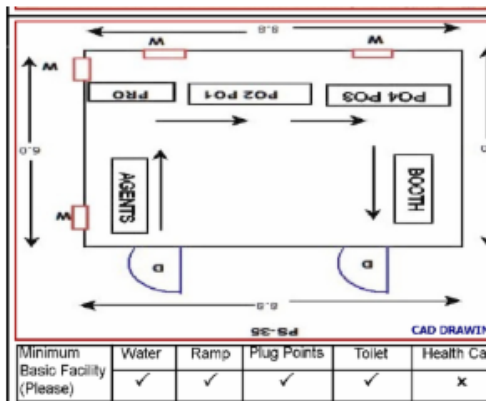 8.8
W W
W
PRO PO2 PO1 PO4 PO3
6.0
AGENTS BOOTH
W
D D
8.8
PS-35
CAD DRAWIN
Minimum Basic Facility (Please) Water Ramp Plug Points Toilet Health Ca
✓ ✓ ✓ ✓ x